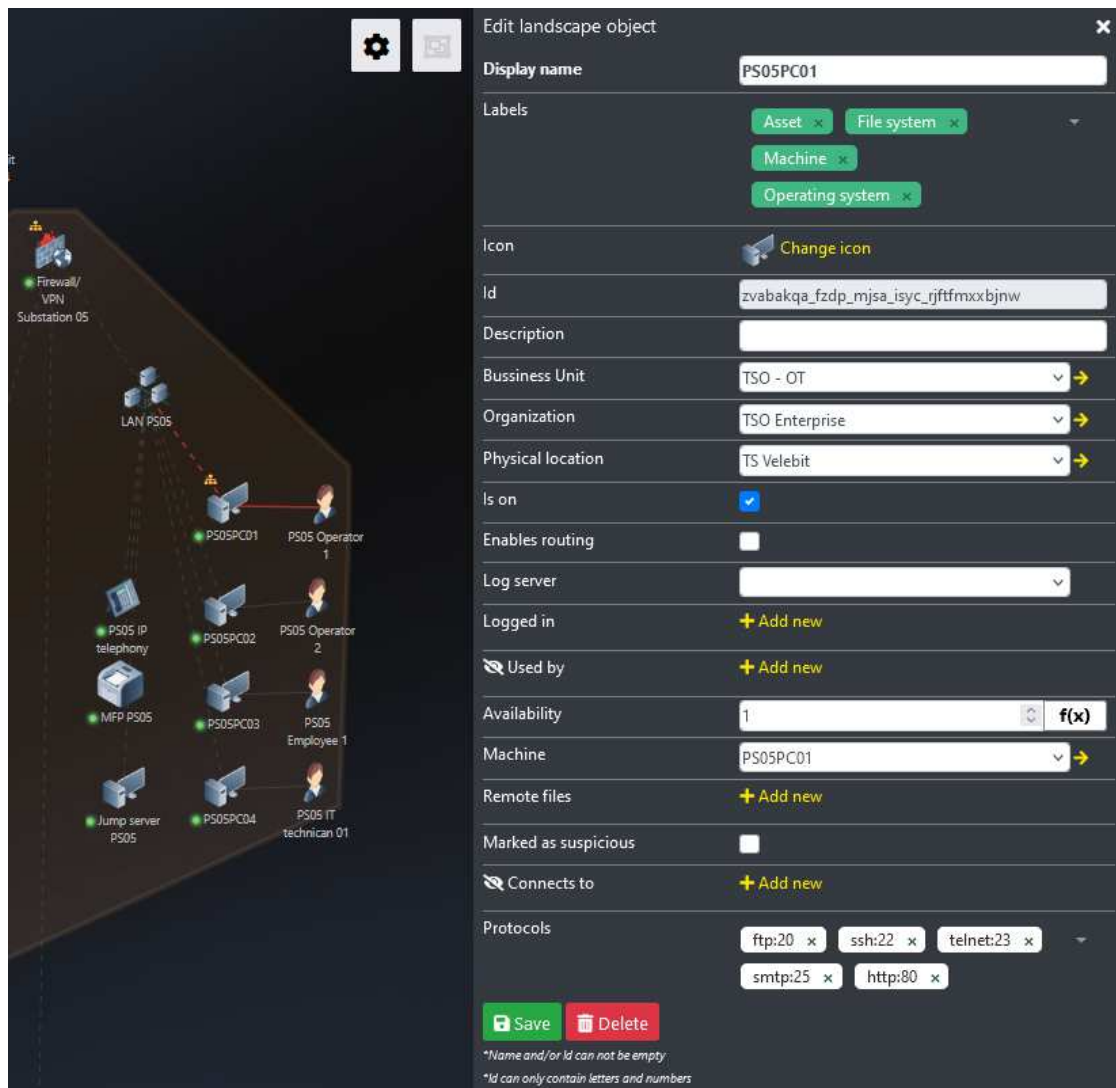 it
Firewall/
VPN
Substation 05
LAN PS05
PS05PC01
PS05 Operator
1
PS05 IP
telephony
PS05PC02
PS05 Operator
2
MFP PS05
PS05PC03
PS05
Employee 1
Jump server
PS05
PS05PC04
PS05 IT
technican 01
Edit landscape object
Display name
PS05PC01
Labels
Asset ×
File system ×
Machine ×
Operating system ×
Icon
Change icon
Id
zvabakqa_fzdp_mjsa_isyc_rjftfmxxbjnw
Description
Bussiness Unit
TSO - OT
Organization
TSO Enterprise
Physical location
TS Velebit
Is on
Enables routing
Log server
Logged in
+ Add new
Used by
+ Add new
Availability
1
f(x)
Machine
PS05PC01
Remote files
+ Add new
Marked as suspicious
Connects to
+ Add new
Protocols
ftp:20 × ssh:22 × telnet:23 ×
smtp:25 × http:80 ×
Save
Delete
*Name and/or Id can not be empty
*Id can only contain letters and numbers